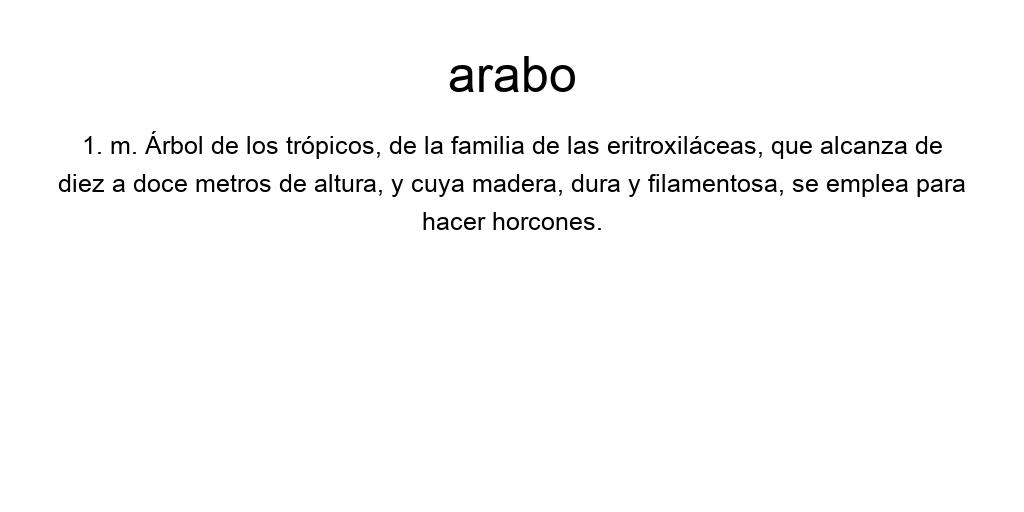 arabo
1. m. Árbol de los trópicos, de la familia de las eritroxiláceas, que alcanza de
diez a doce metros de altura, y cuya madera, dura y filamentosa, se emplea para
hacer horcones.